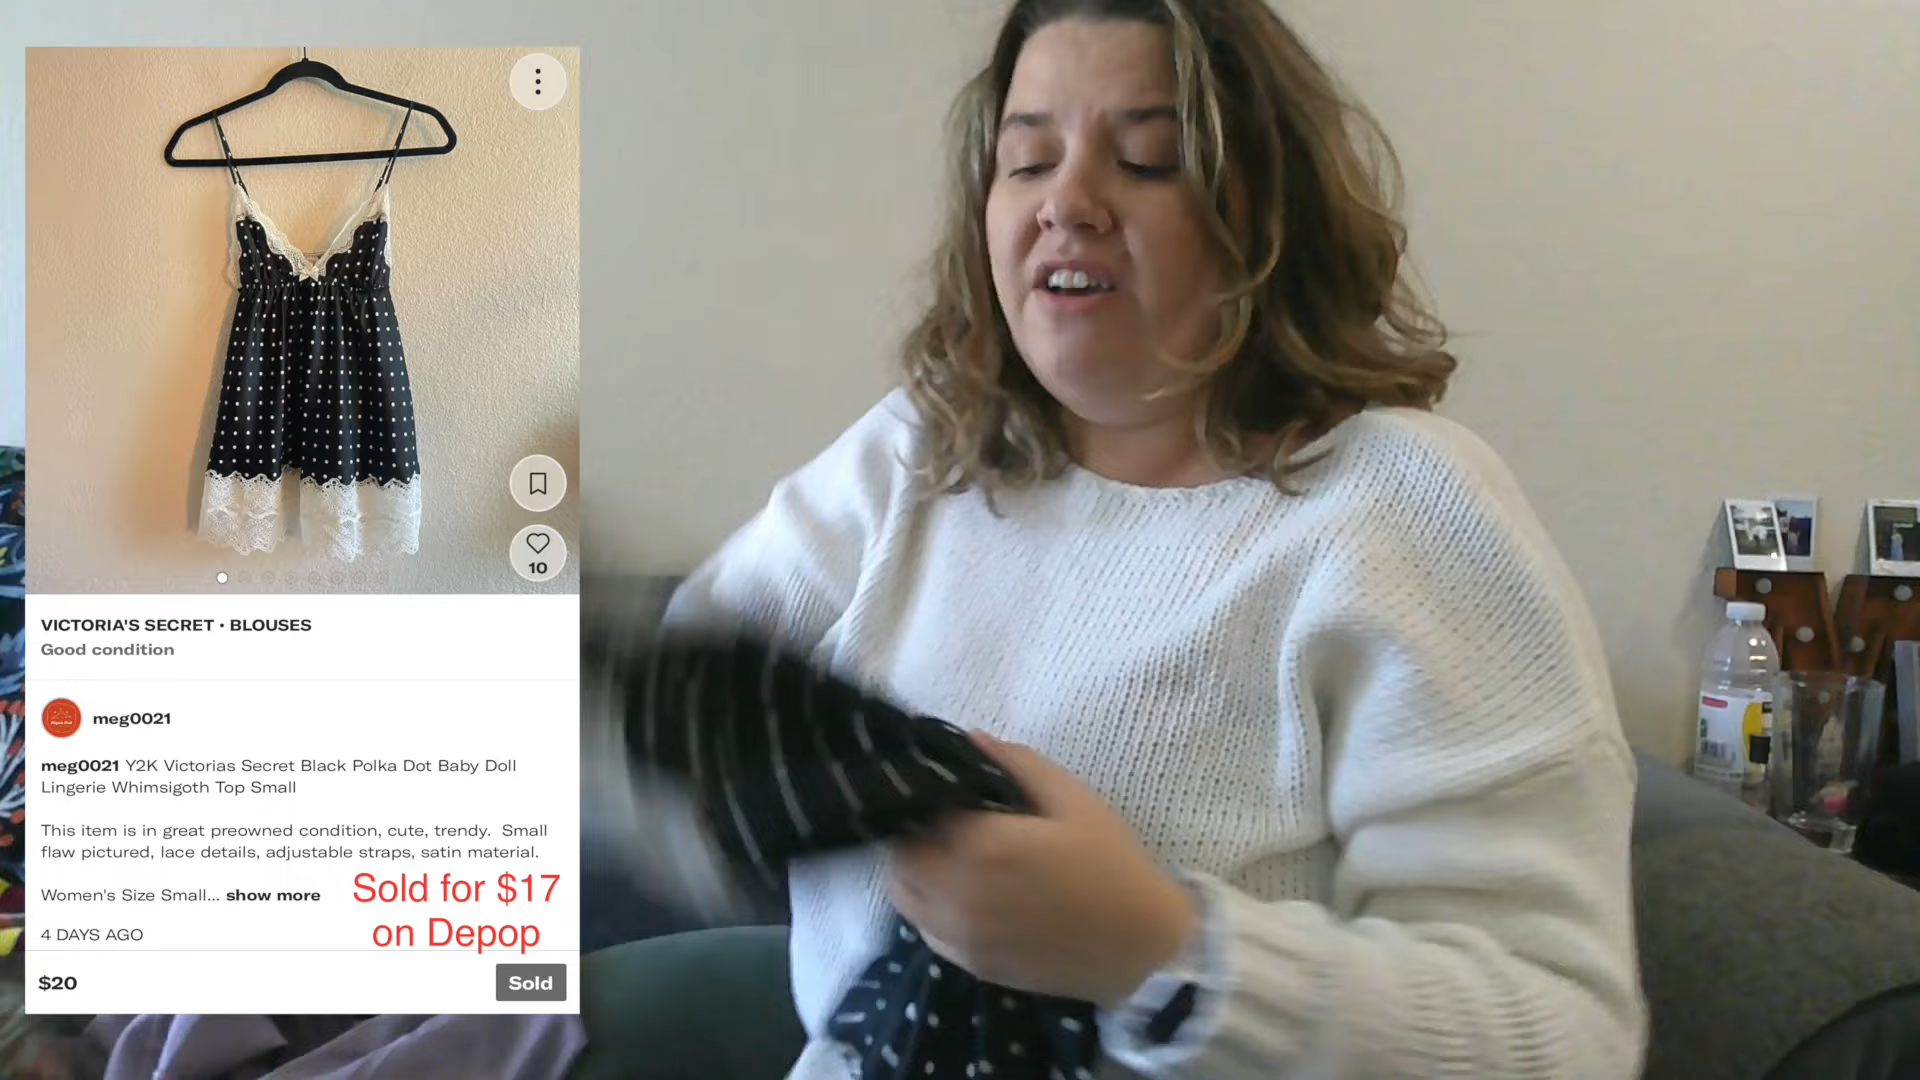 10
VICTORIA'S SECRET • BLOUSES
Good condition
meg0021
meg0021 Y2K Victorias Secret Black Polka Dot Baby Doll
Lingerie Whimsigoth Top Small
This item is in great preowned condition, cute, trendy.  Small
flaw pictured, lace details, adjustable straps, satin material.
Women's Size Small... show more
4 DAYS AGO
Sold for $17
on Depop
$20
Sold